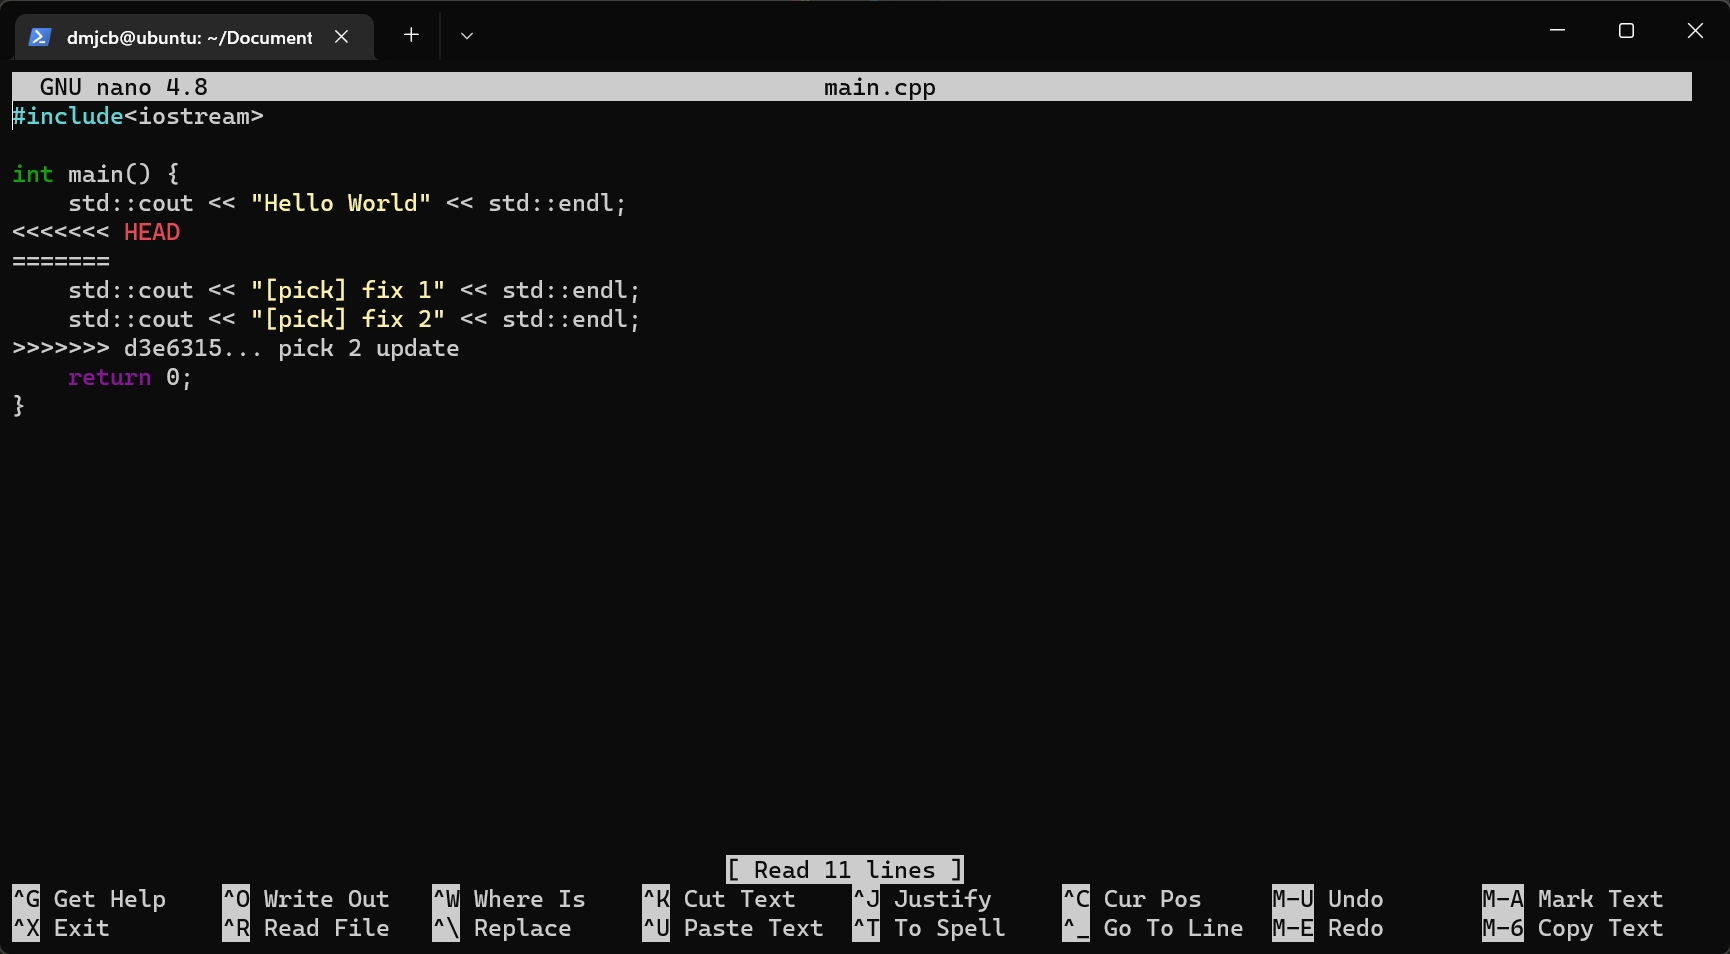 dmjcb@ubuntu: ~/Document
GNU nano 4.8 main.cpp
#include<iostream>

int main() {
    std::cout << "Hello World" << std::endl;
<<<<<<< HEAD
=======
    std::cout << "[pick] fix 1" << std::endl;
    std::cout << "[pick] fix 2" << std::endl;
>>>>>>> d3e6315... pick 2 update
    return 0;
}
[ Read 11 lines ]
^G Get Help ^O Write Out ^W Where Is ^K Cut Text ^J Justify ^C Cur Pos M-U Undo M-A Mark Text
^X Exit ^R Read File ^\ Replace ^U Paste Text ^T To Spell ^_ Go To Line M-E Redo M-6 Copy Text